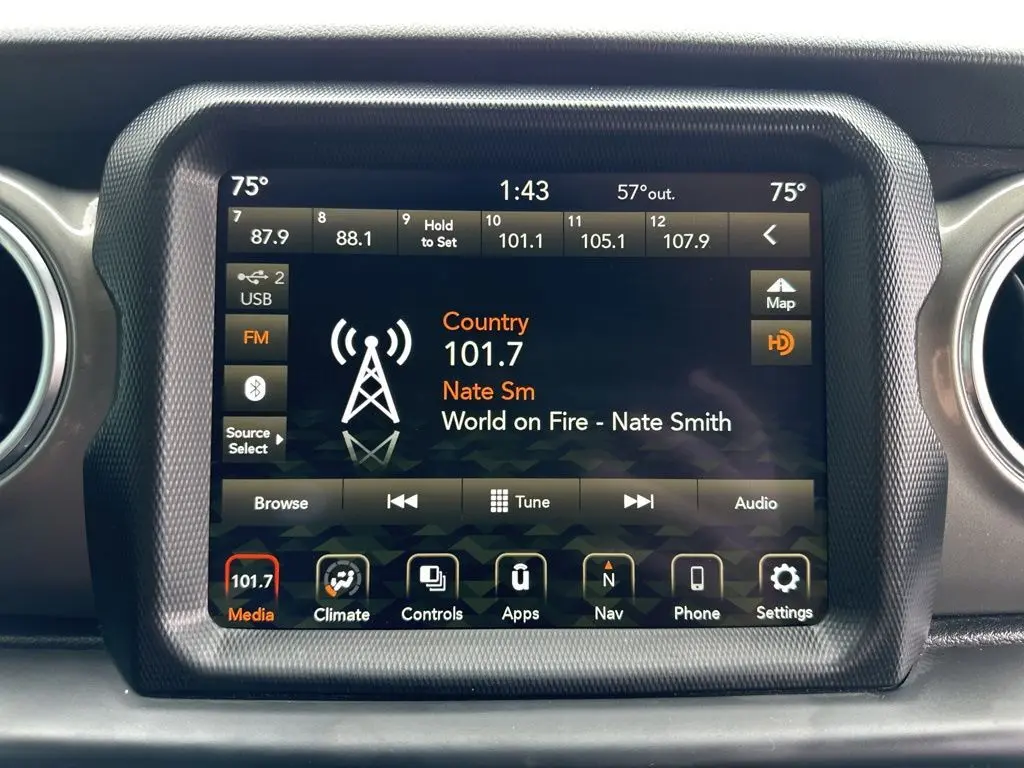 75° 1:43 57°out. 75°
7 8 9 Hold 10 11 12
87.9 88.1 to Set 101.1 105.1 107.9
2
USB
Map
FM
HD
Country
101.7
Nate Sm
World on Fire - Nate Smith
Source
Select
Browse Tune Audio
101.7 û N
Media Climate Controls Apps Nav Phone Settings